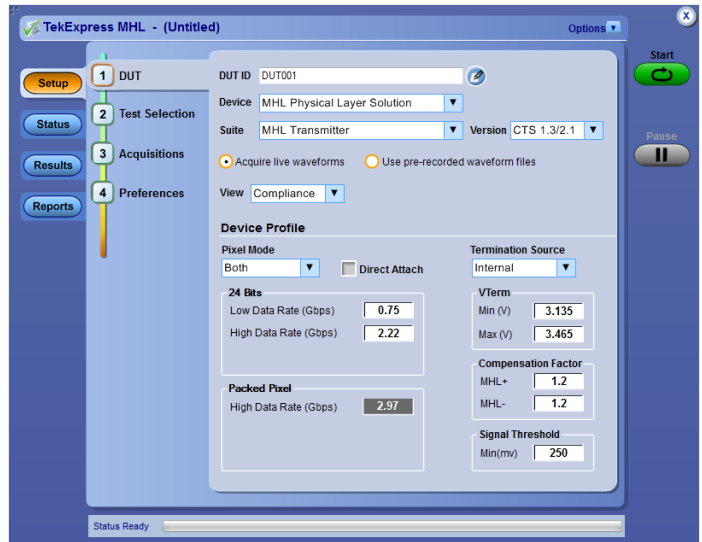 TekExpress MHL - (Untitled)
Options
X
Start
Pause
Setup
Status
Results
Reports
1 DUT
2 Test Selection
3 Acquisitions
4 Preferences
DUT ID DUT001
Device MHL Physical Layer Solution
Suite MHL Transmitter Version CTS 1.3/2.1
Acquire live waveforms Use pre-recorded waveform files
View Compliance
Device Profile
Pixel Mode Termination Source
Both Direct Attach Internal
24 Bits
Low Data Rate (Gbps) 0.75
High Data Rate (Gbps) 2.22
Packed Pixel
High Data Rate (Gbps) 2.97
VTerm
Min (V) 3.135
Max (V) 3.465
Compensation Factor
MHL+ 1.2
MHL- 1.2
Signal Threshold
Min(mv) 250
Status Ready